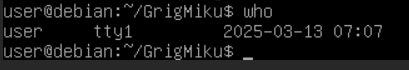 user@debian:~/GrigMiku$ who
user     tty1         2025-03-13 07:07
user@debian:~/GrigMiku$ _